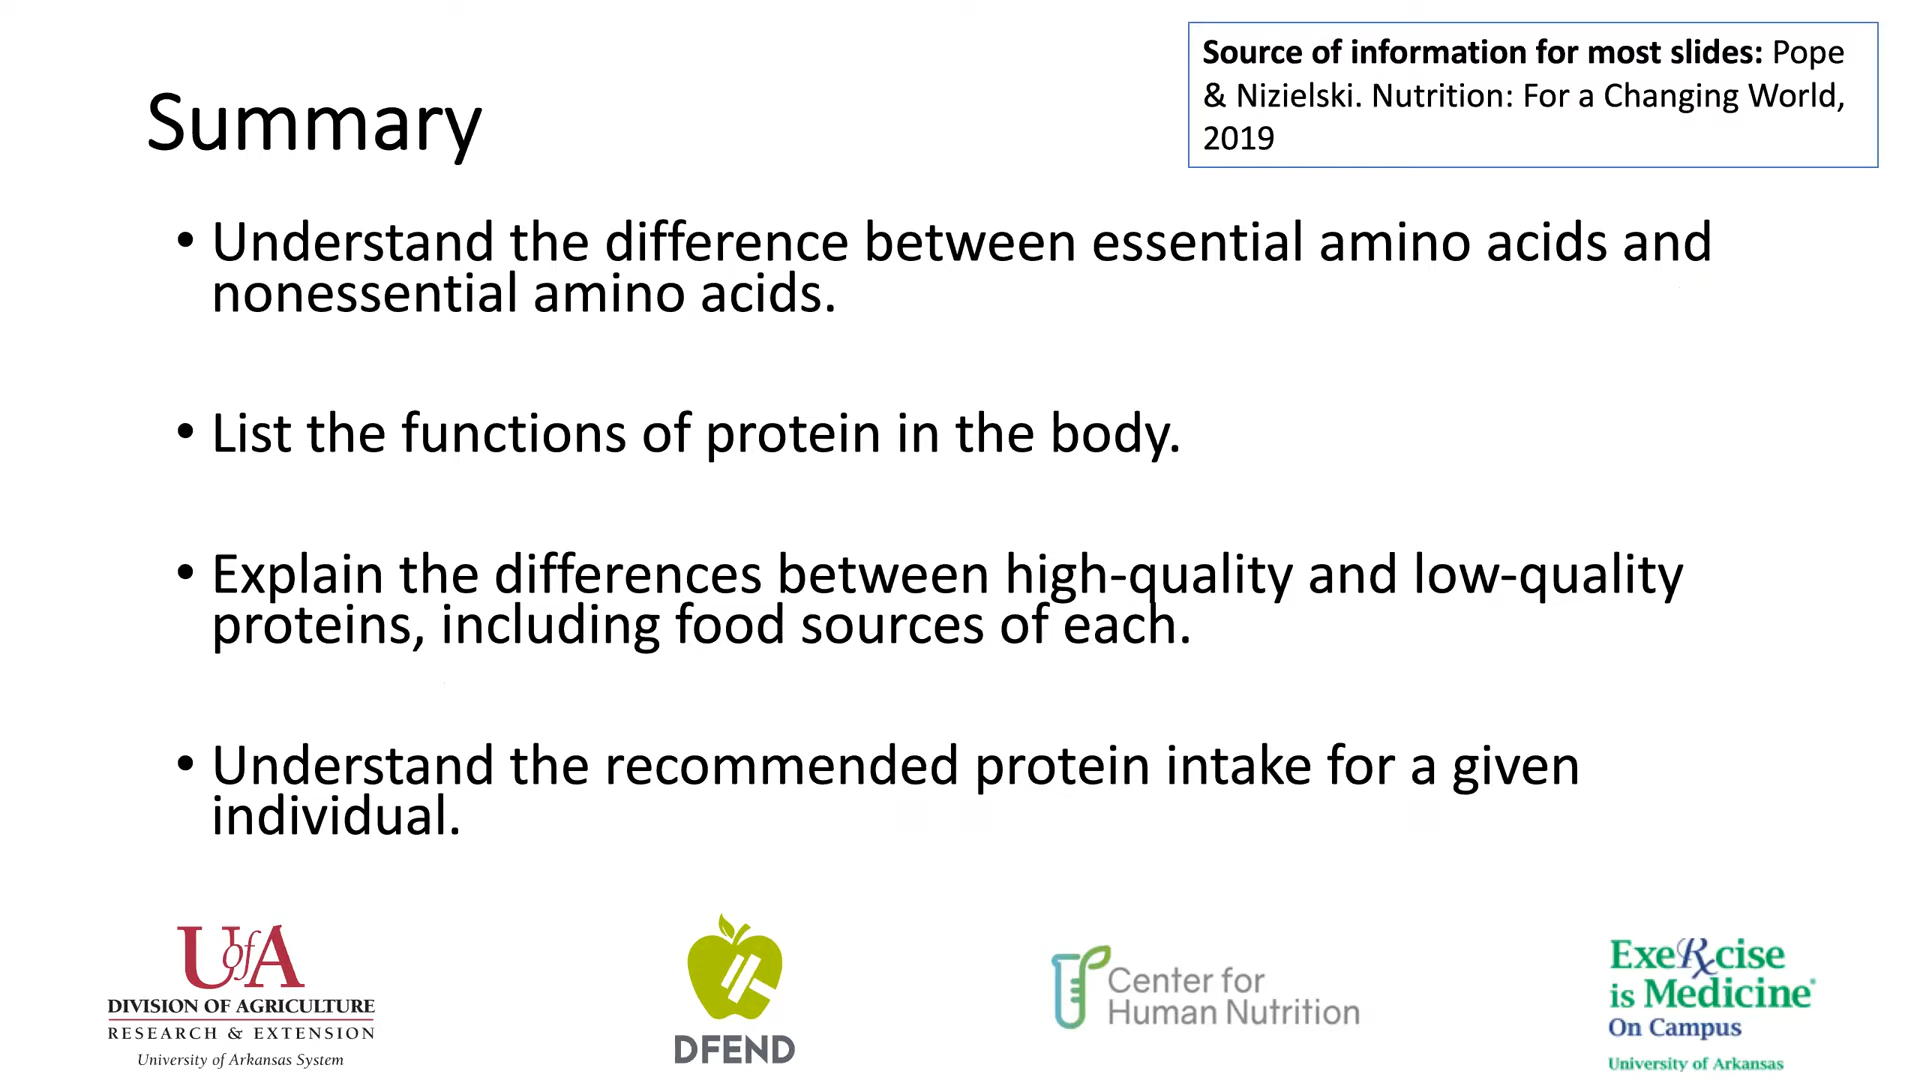 Source of information for most slides: Pope
& Nizielski. Nutrition: For a Changing World,
2019
Summary
• Understand the difference between essential amino acids and
nonessential amino acids.
• List the functions of protein in the body.
• Explain the differences between high-quality and low-quality
proteins, including food sources of each.
• Understand the recommended protein intake for a given
individual.
UofA
DIVISION OF AGRICULTURE
RESEARCH & EXTENSION
University of Arkansas System
DFEND
Center for
Human Nutrition
ExeRxcise
is Medicine®
On Campus
University of Arkansas